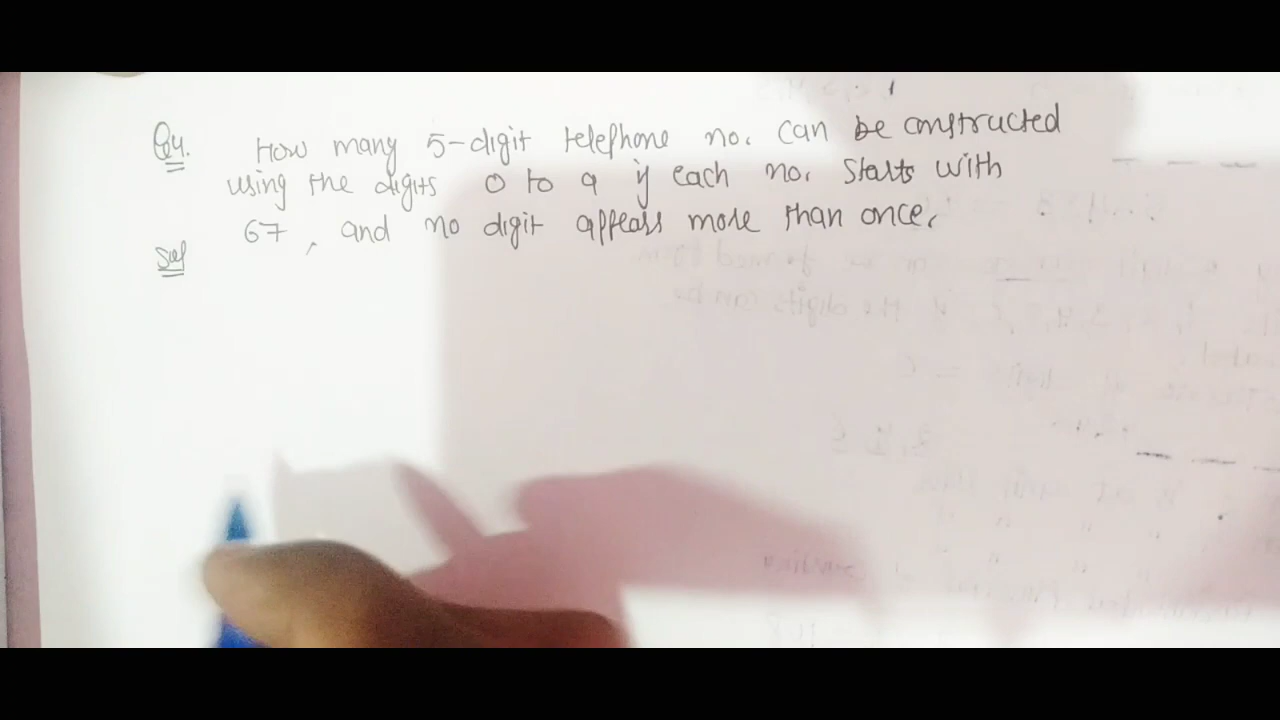 Q4. How many 5-digit telephone no. can be constructed
using the digits 0 to 9 if each no. starts with
67, and no digit appears more than once.
Sol